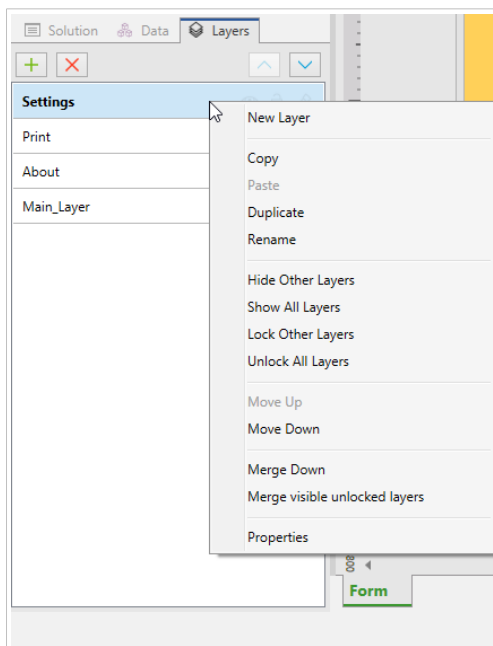 Solution Data Layers
Settings
Print
About
Main_Layer
New Layer
Copy
Paste
Duplicate
Rename
Hide Other Layers
Show All Layers
Lock Other Layers
Unlock All Layers
Move Up
Move Down
Merge Down
Merge visible unlocked layers
Properties
800
Form